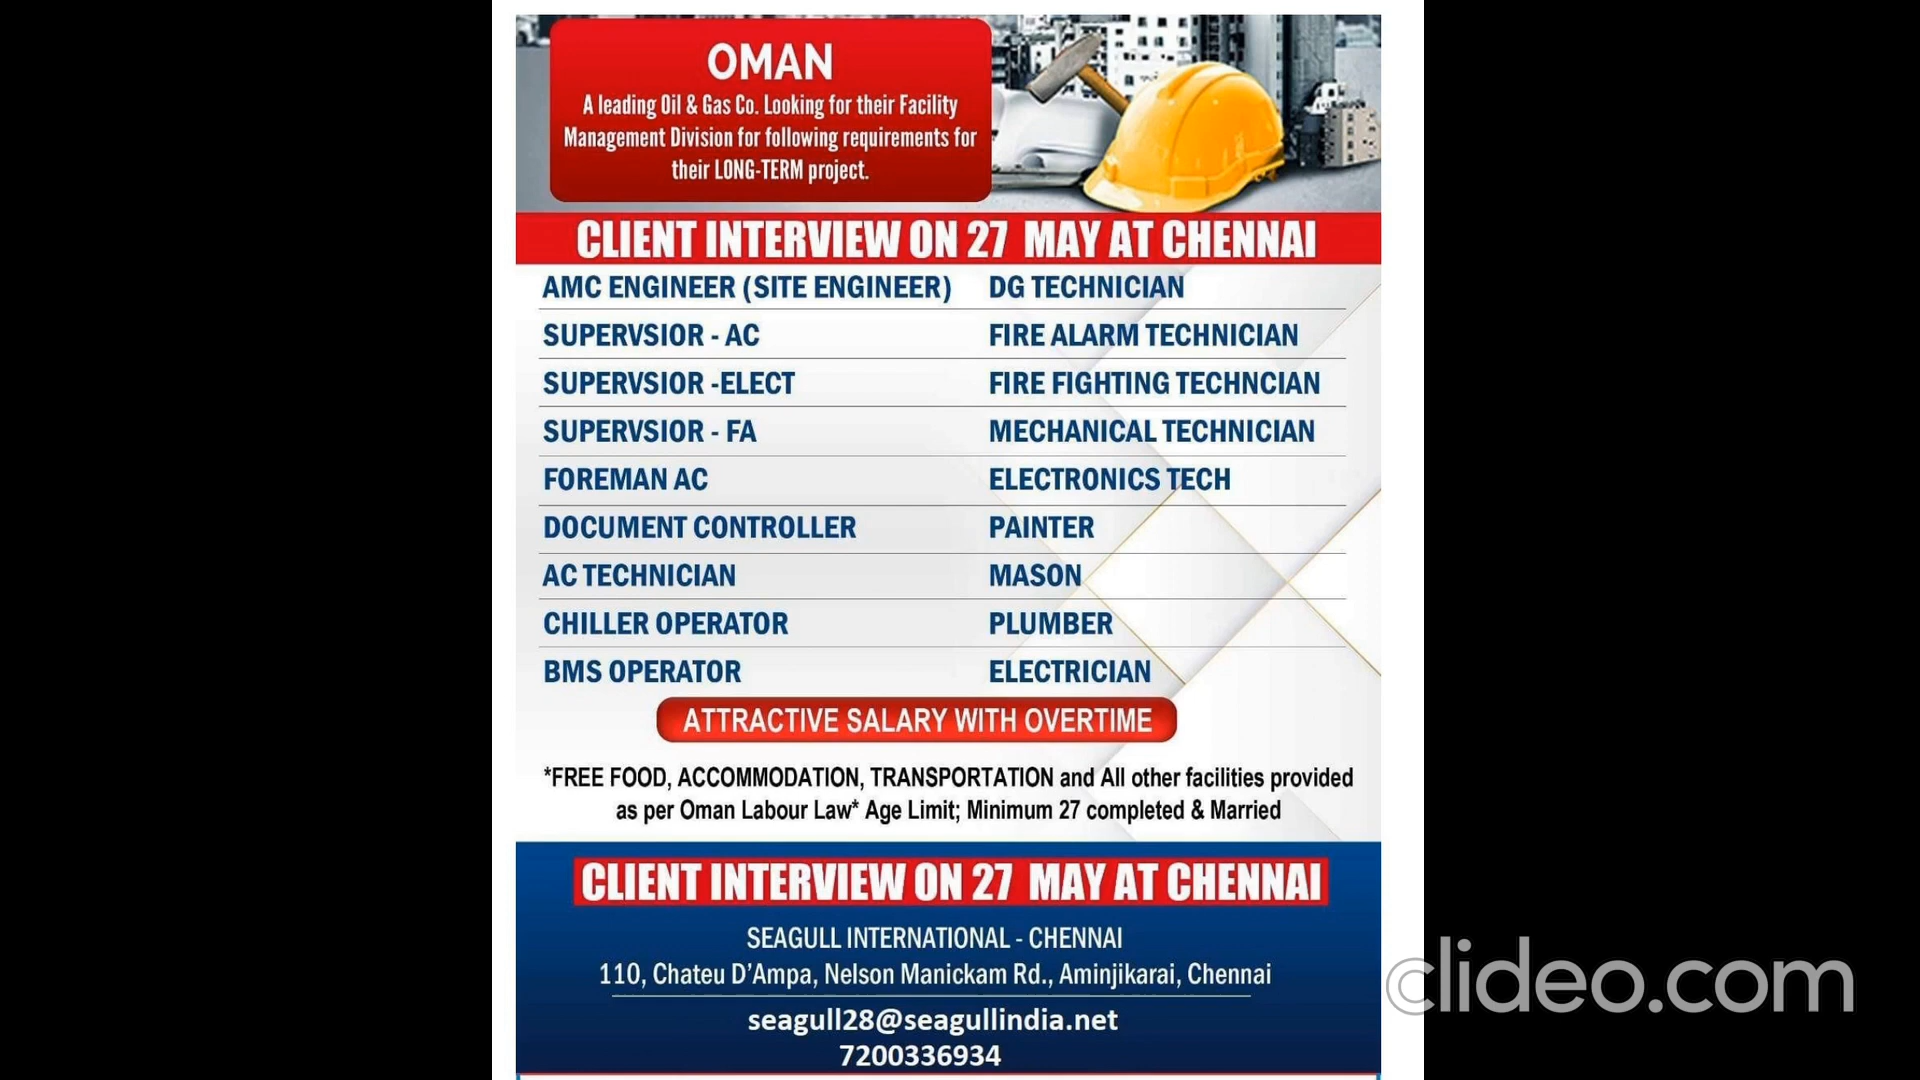 OMAN
A leading Oil & Gas Co. Looking for their Facility
Management Division for following requirements for
their LONG-TERM project.
CLIENT INTERVIEW ON 27 MAY AT CHENNAI
AMC ENGINEER (SITE ENGINEER) DG TECHNICIAN
SUPERVSIOR - AC FIRE ALARM TECHNICIAN
SUPERVSIOR -ELECT FIRE FIGHTING TECHNCIAN
SUPERVSIOR - FA MECHANICAL TECHNICIAN
FOREMAN AC ELECTRONICS TECH
DOCUMENT CONTROLLER PAINTER
AC TECHNICIAN MASON
CHILLER OPERATOR PLUMBER
BMS OPERATOR ELECTRICIAN
ATTRACTIVE SALARY WITH OVERTIME
*FREE FOOD, ACCOMMODATION, TRANSPORTATION and All other facilities provided
as per Oman Labour Law* Age Limit; Minimum 27 completed & Married
CLIENT INTERVIEW ON 27 MAY AT CHENNAI
SEAGULL INTERNATIONAL - CHENNAI
110, Chateu D'Ampa, Nelson Manickam Rd., Aminjikarai, Chennai
seagull28@seagullindia.net
7200336934
clideo.com